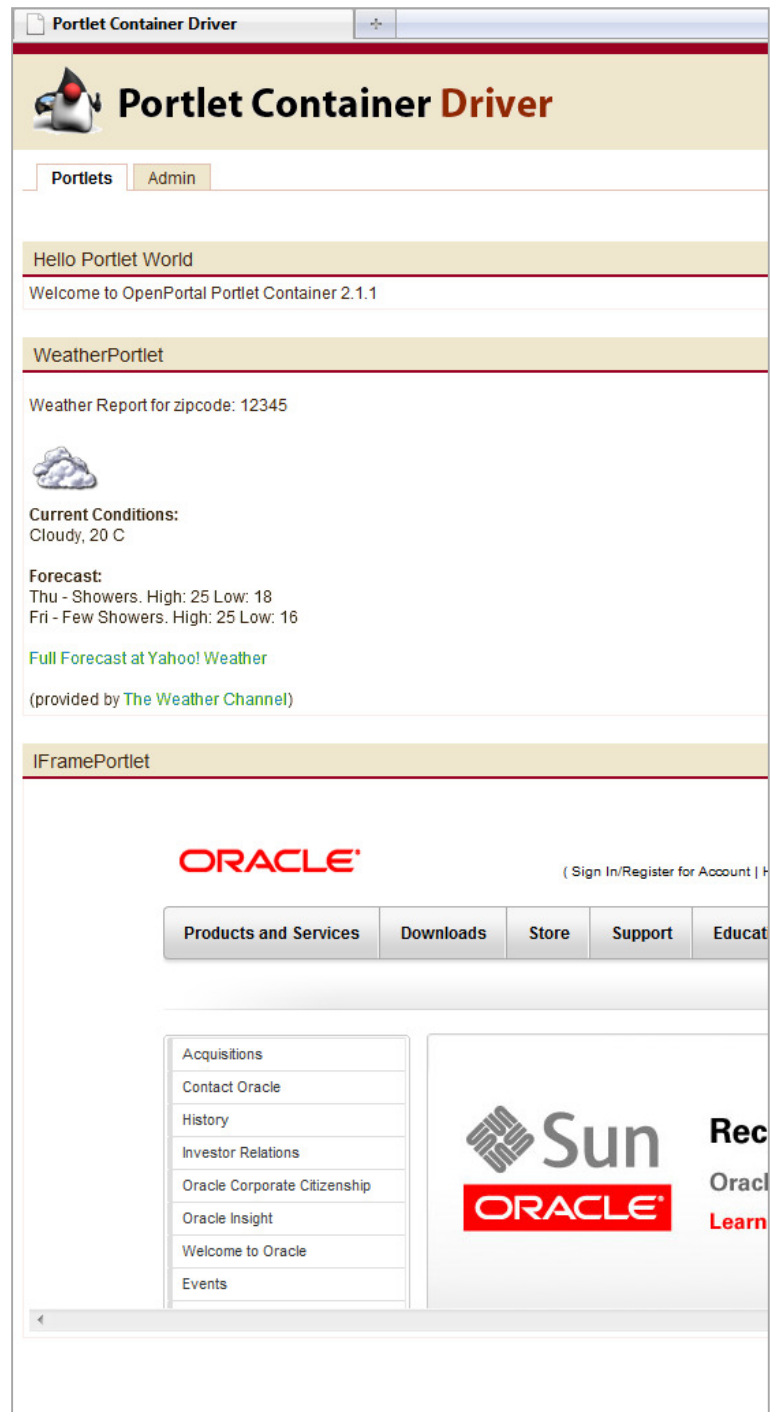 Portlet Container Driver
Portlet Container Driver
Portlets Admin
Hello Portlet World
Welcome to OpenPortal Portlet Container 2.1.1
WeatherPortlet
Weather Report for zipcode: 12345
Current Conditions:
Cloudy, 20 C
Forecast:
Thu - Showers. High: 25 Low: 18
Fri - Few Showers. High: 25 Low: 16
Full Forecast at Yahoo! Weather
(provided by The Weather Channel)
IFramePortlet
ORACLE
( Sign In/Register for Account | H
Products and Services Downloads Store Support Educat
Acquisitions
Contact Oracle
History
Investor Relations
Oracle Corporate Citizenship
Oracle Insight
Welcome to Oracle
Events
Sun
ORACLE
Rec
Oracl
Learn